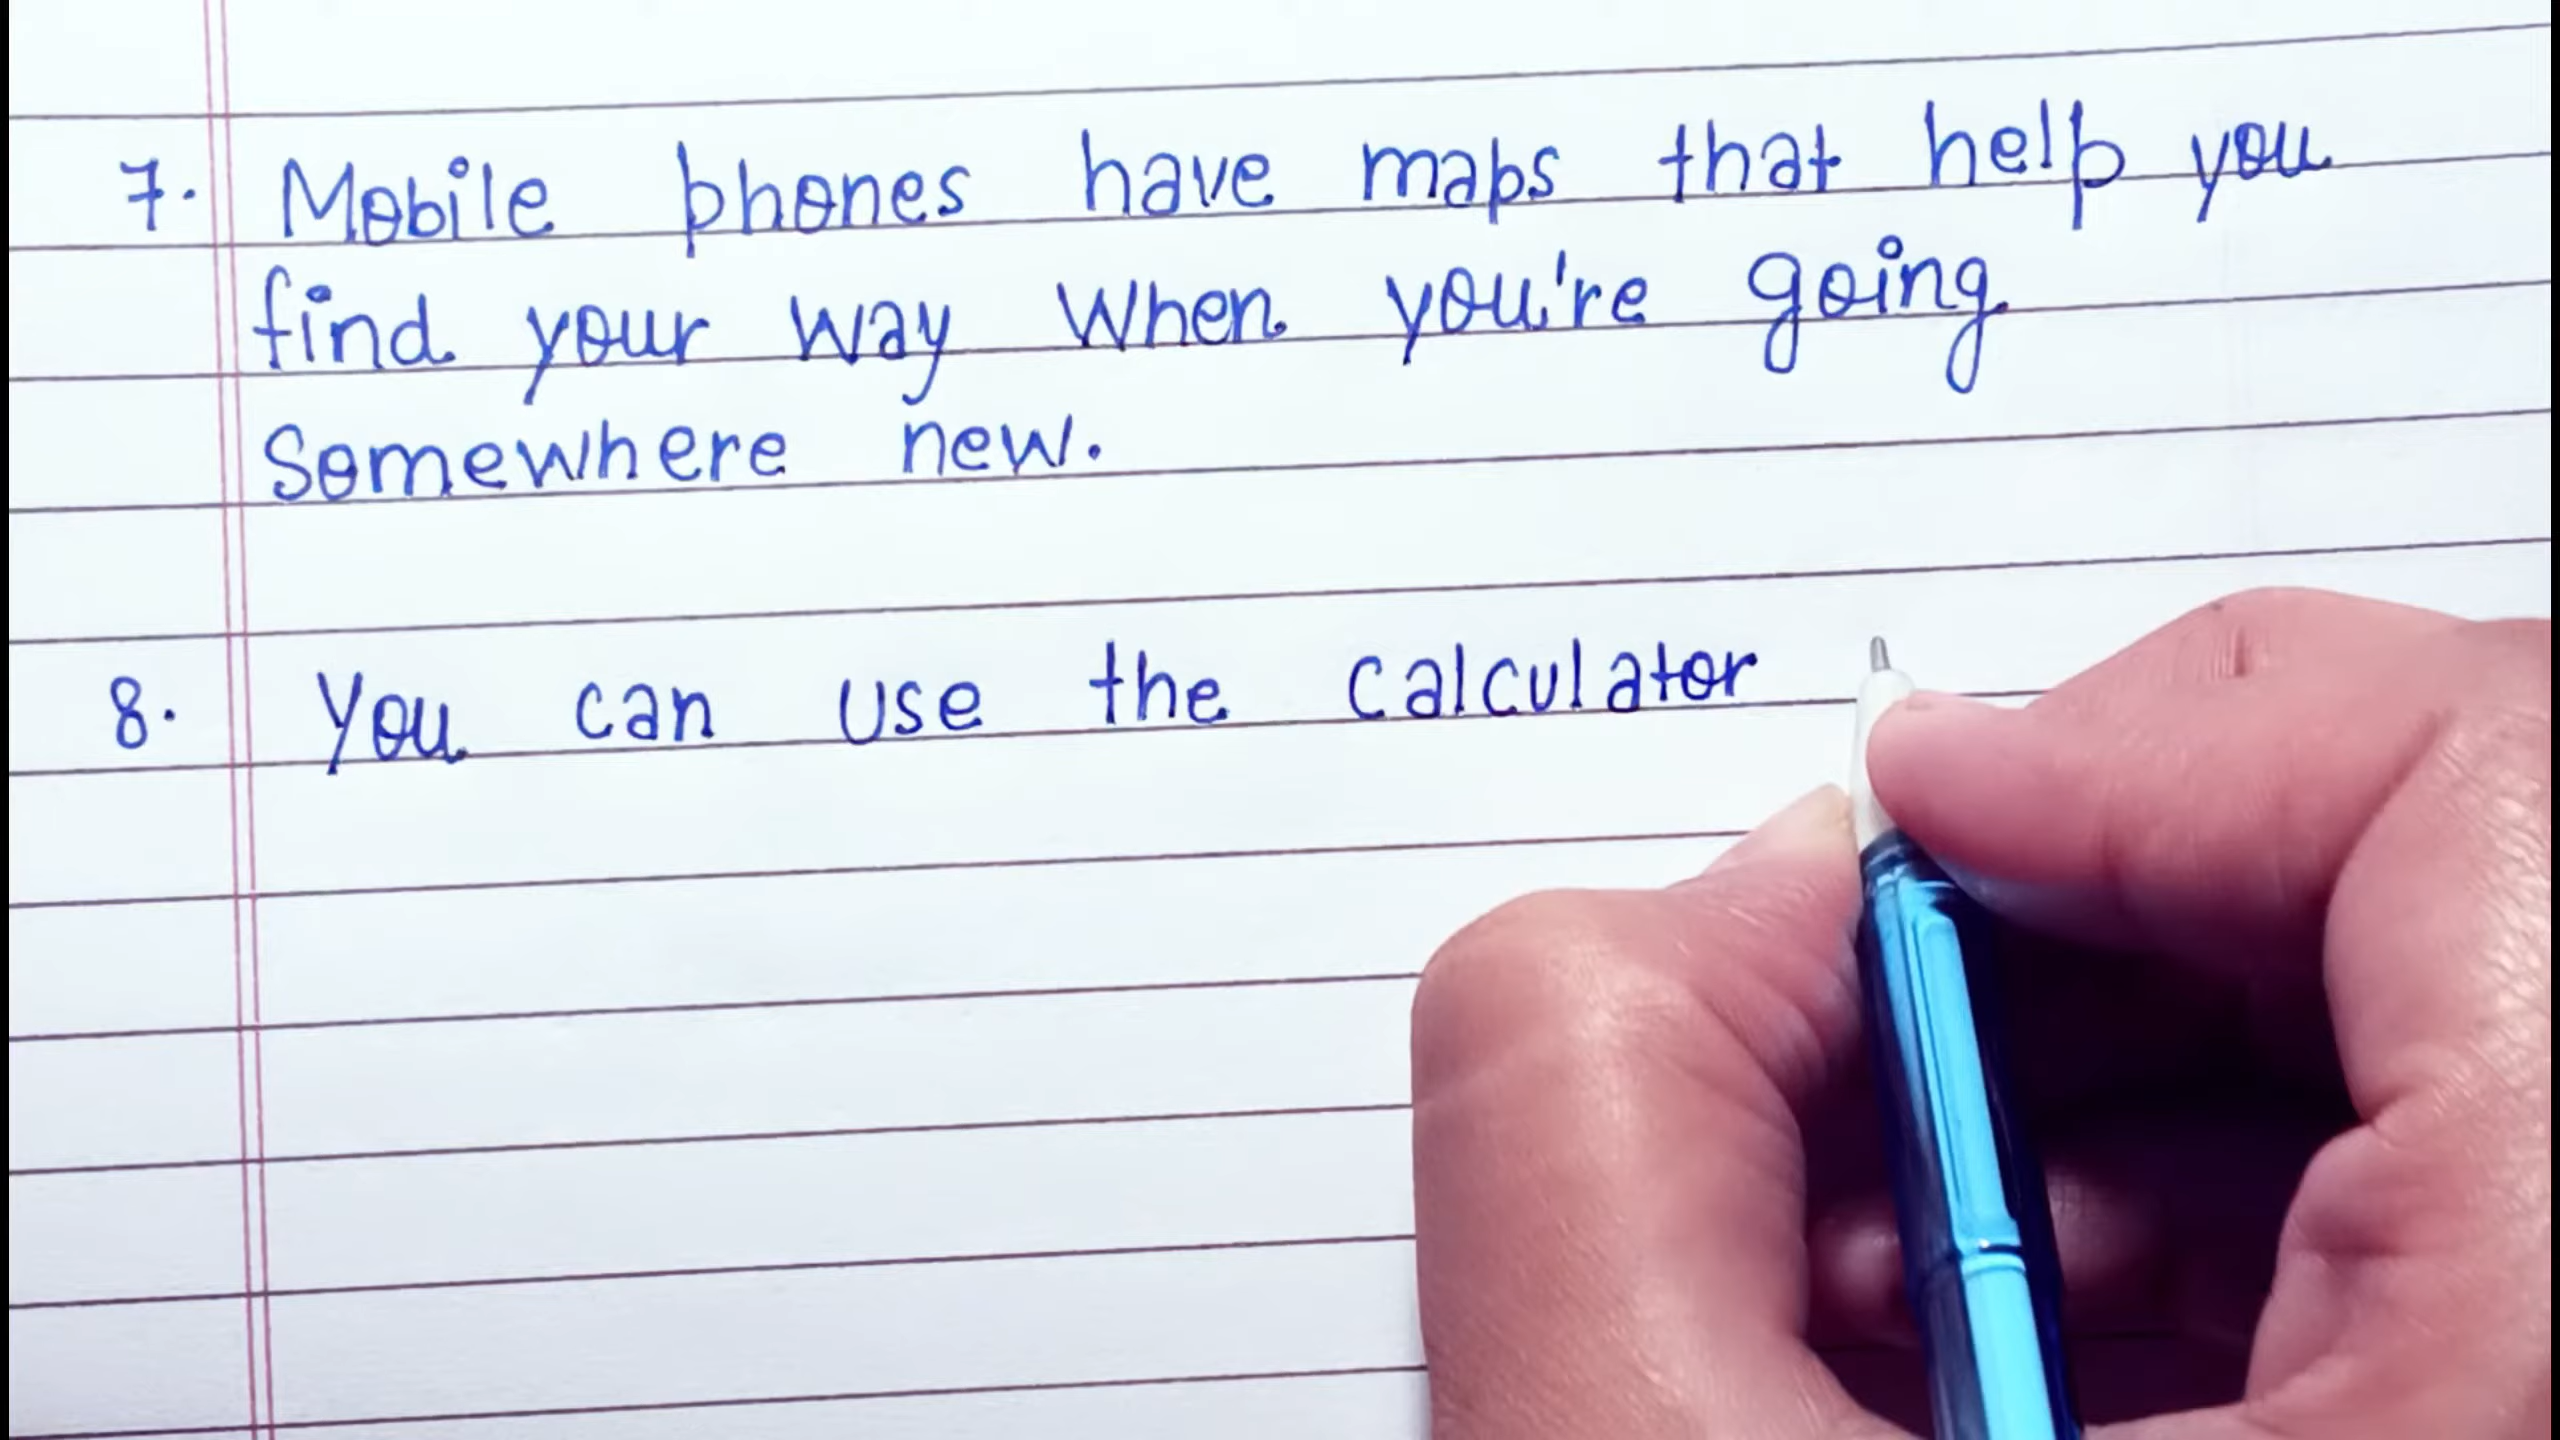 7. Mobile phones have maps that help you
find your way when you're going
Somewhere new.
8. You can use the calculator